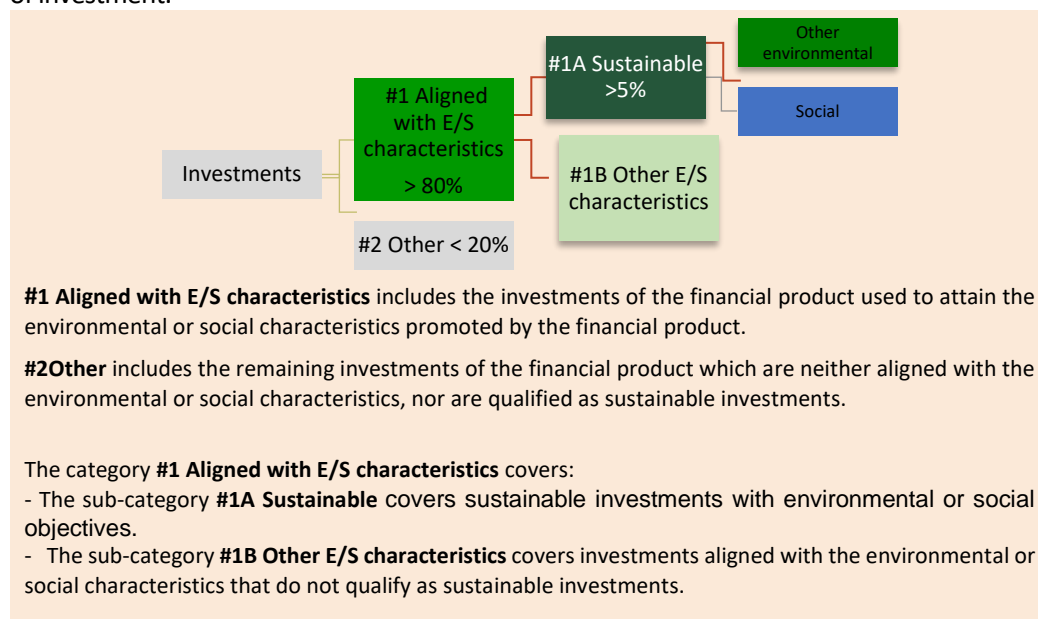 of investment.
Investments
#1 Aligned
with E/S
characteristics
> 80%
#2 Other < 20%
#1A Sustainable
>5%
#1B Other E/S
characteristics
Other
environmental
Social
#1 Aligned with E/S characteristics includes the investments of the financial product used to attain the
environmental or social characteristics promoted by the financial product.
#2Other includes the remaining investments of the financial product which are neither aligned with the
environmental or social characteristics, nor are qualified as sustainable investments.
The category #1 Aligned with E/S characteristics covers:
- The sub-category #1A Sustainable covers sustainable investments with environmental or social
objectives.
- The sub-category #1B Other E/S characteristics covers investments aligned with the environmental or
social characteristics that do not qualify as sustainable investments.